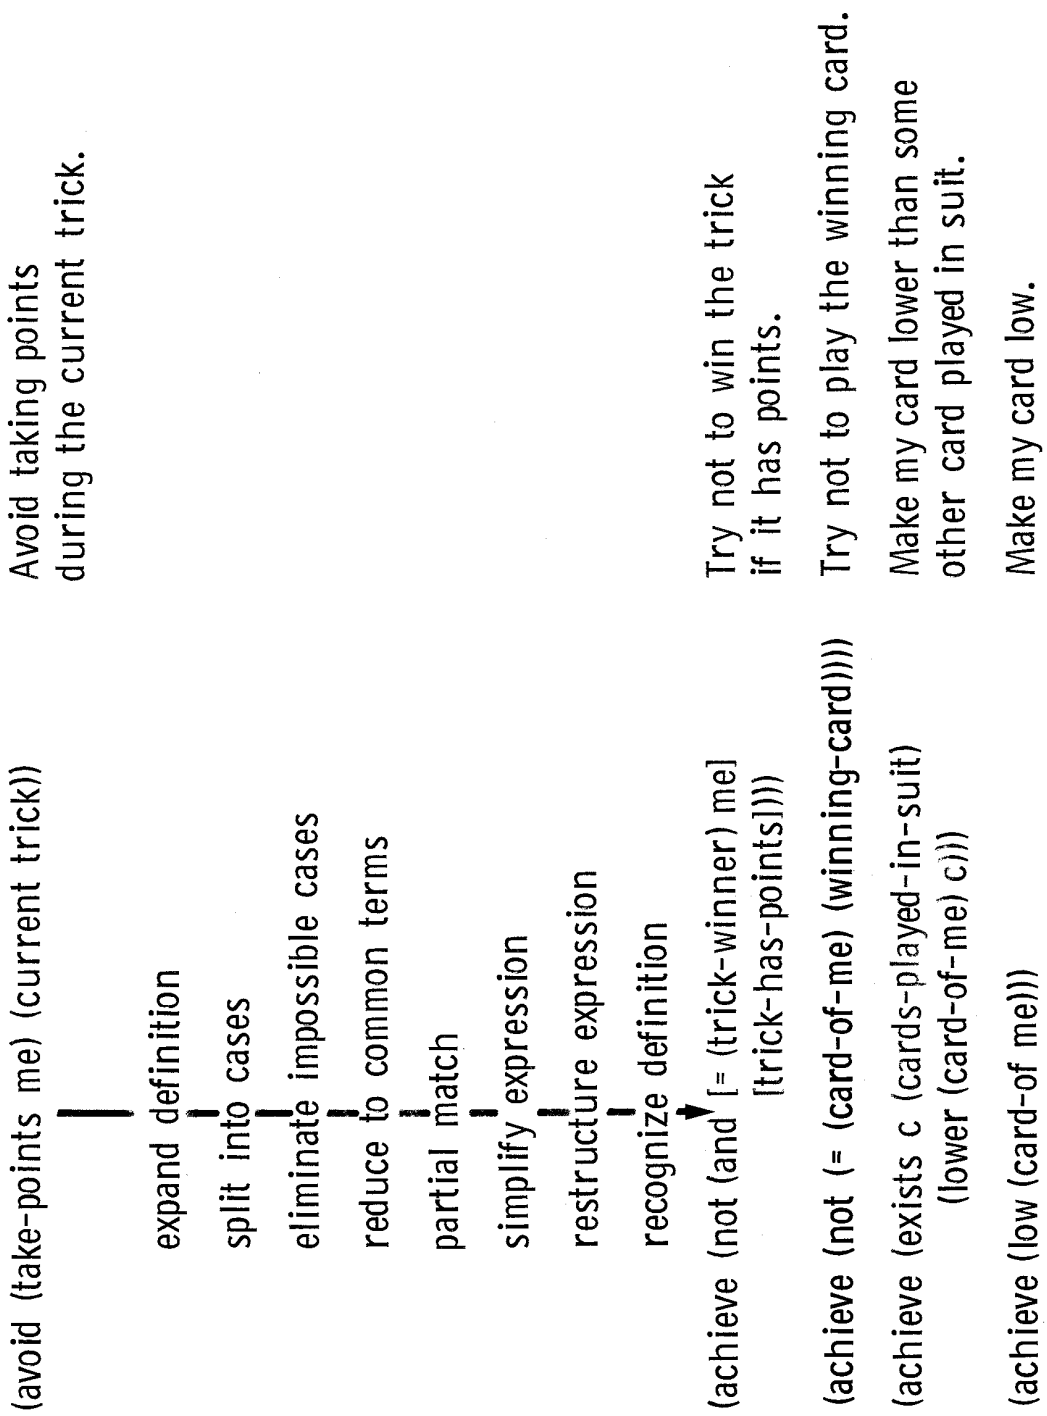 (avoid (take-points me) (current trick))
Avoid taking points
during the current trick.
expand definition
split into cases
eliminate impossible cases
reduce to common terms
partial match
simplify expression
restructure expression
recognize definition
(achieve (not (and [= (trick-winner) me]
[trick-has-points])))
Try not to win the trick
if it has points.
(achieve (not (= (card-of-me) (winning-card))))
Try not to play the winning card.
(achieve (exists c (cards-played-in-suit)
(lower (card-of-me) c)))
Make my card lower than some
other card played in suit.
(achieve (low (card-of me)))
Make my card low.